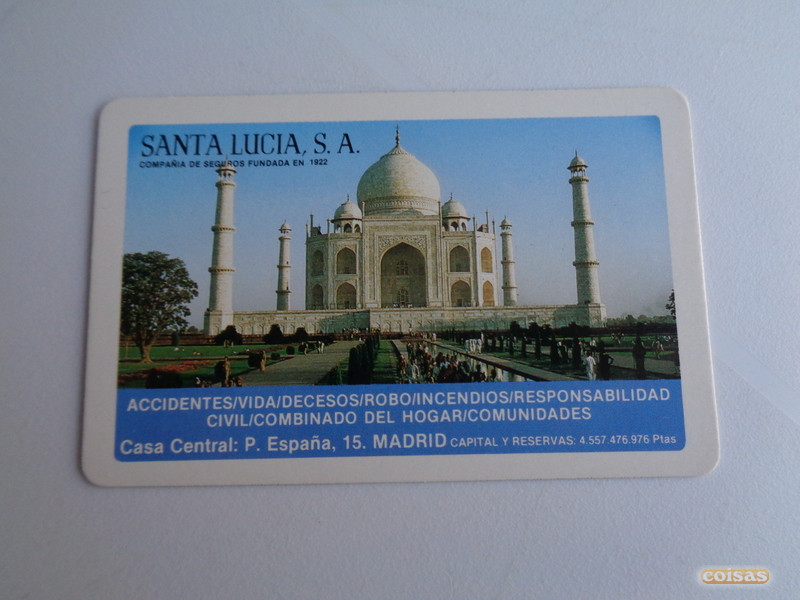 SANTA LUCIA, S. A.
COMPAÑIA DE SEGUROS FUNDADA EN 1922
ACCIDENTES/VIDA/DECESOS/ROBO/INCENDIOS/RESPONSABILIDAD
CIVIL/COMBINADO DEL HOGAR/COMUNIDADES
Casa Central: P. España, 15. MADRID CAPITAL Y RESERVAS: 4.557.476.976 Ptas
coisas